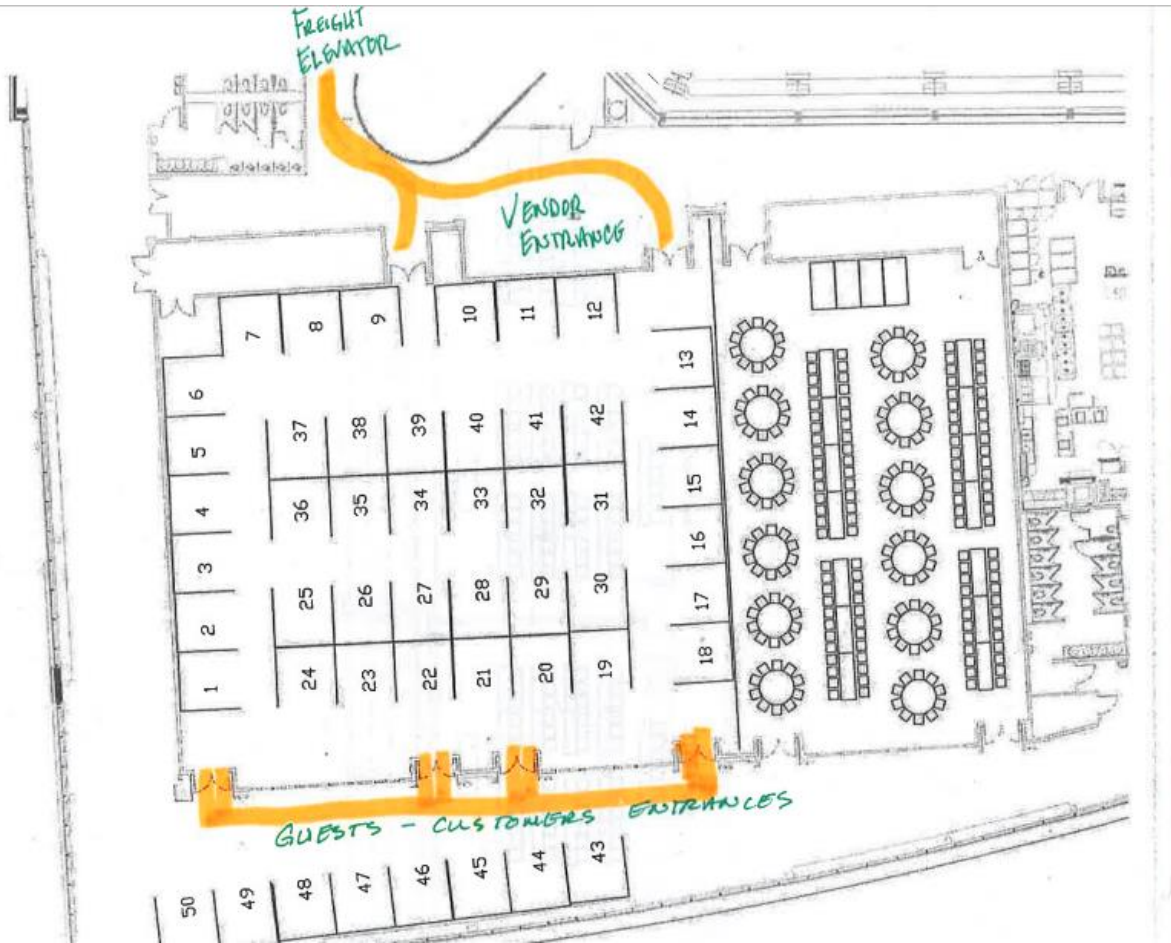 FREIGHT
ELEVATOR
VENDOR
ENTRANCE
7 8 9 10 11 12
6 13
5 37 38 39 40 41 42 14
4 36 35 34 33 32 31 15
3 16
2 25 26 27 28 29 30 17
1 24 23 22 21 20 19 18
GUESTS - CUSTOMERS ENTRANCES
50 49 48 47 46 45 44 43